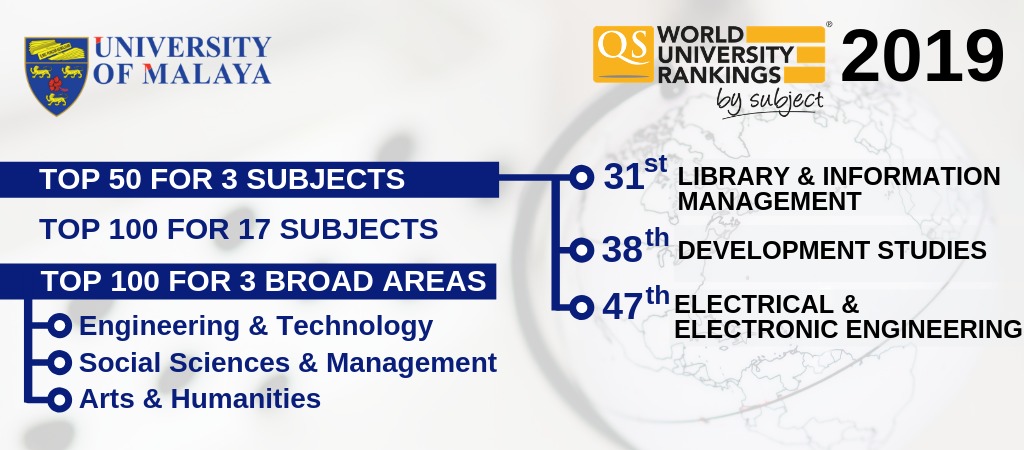 UNIVERSITY
OF MALAYA
QS
WORLD
UNIVERSITY
RANKINGS
®
by subject
2019
TOP 50 FOR 3 SUBJECTS
31st LIBRARY & INFORMATION
MANAGEMENT
38th DEVELOPMENT STUDIES
47th ELECTRICAL &
ELECTRONIC ENGINEERING
TOP 100 FOR 17 SUBJECTS
TOP 100 FOR 3 BROAD AREAS
Engineering & Technology
Social Sciences & Management
Arts & Humanities